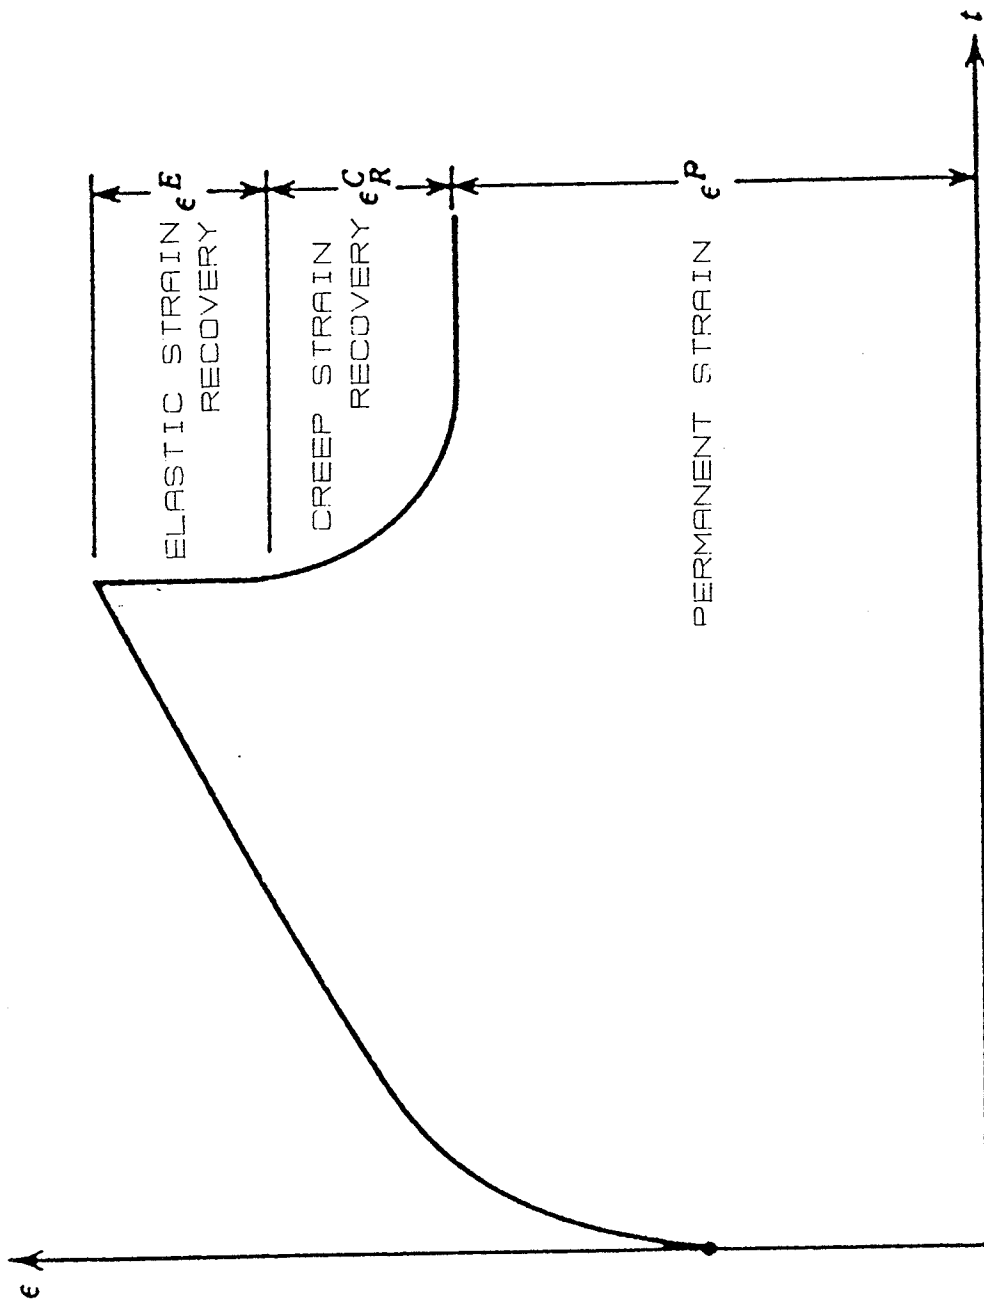 ϵ
ELASTIC STRAIN
RECOVERY
ϵ^E
CREEP STRAIN
RECOVERY
ϵ^C_R
PERMANENT STRAIN
ϵ^P
t